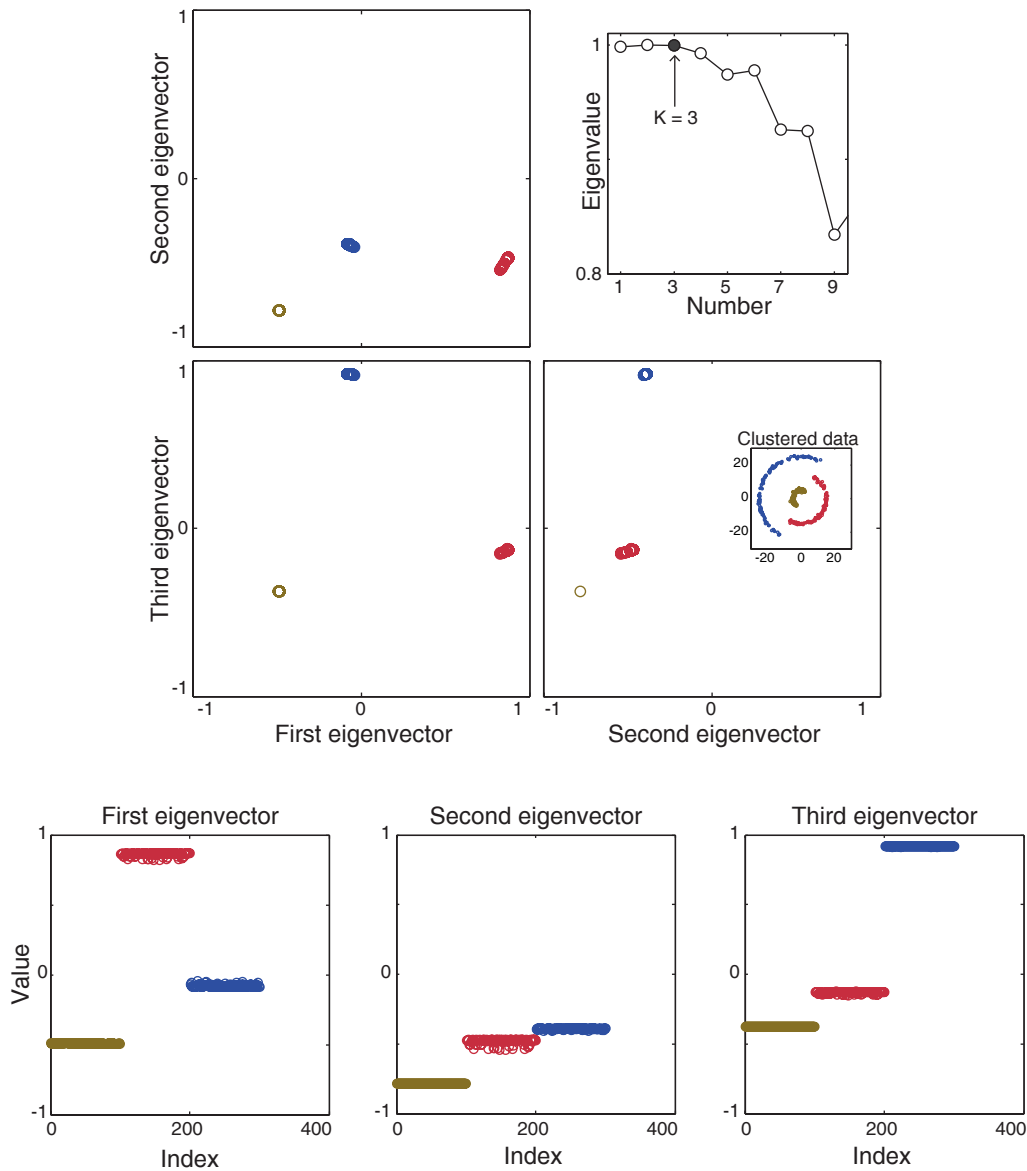 1
Second eigenvector
0
-1
1
Eigenvalue
K = 3
0.8
1 3 5 7 9
Number
1
Third eigenvector
0
-1
-1 0 1
First eigenvector
Clustered data
20
0
-20
-20 0 20
-1 0 1
Second eigenvector
First eigenvector
1
Value
0
-1
0 200 400
Index
Second eigenvector
1
0
-1
0 200 400
Index
Third eigenvector
1
0
-1
0 200 400
Index